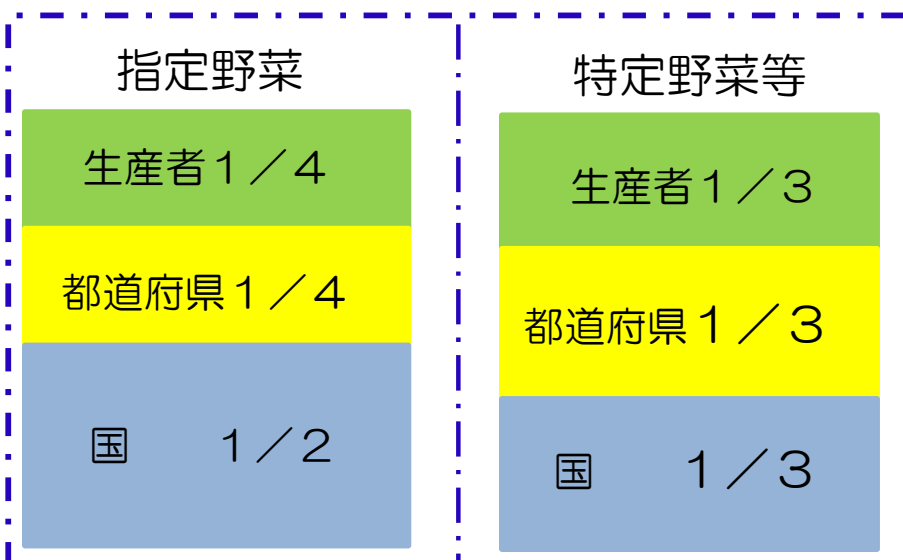 指定野菜
生産者１／４
都道府県１／４
国　１／２
特定野菜等
生産者１／３
都道府県１／３
国　１／３